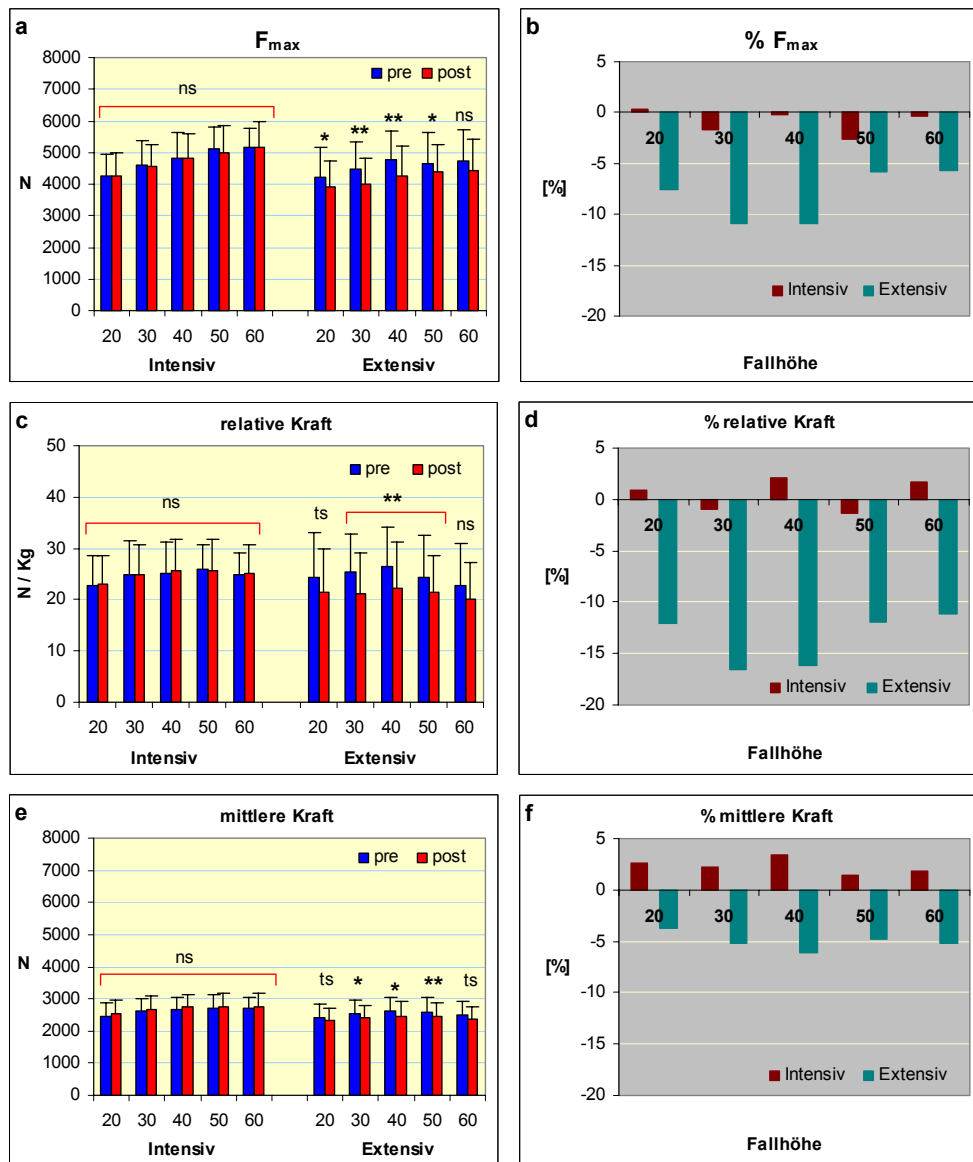 a
F_max
8000
7000
6000
5000
4000
3000
2000
1000
0
N
pre post
ns
* ** ** * ns
20 30 40 50 60 20 30 40 50 60
Intensiv Extensiv
b
% F_max
5
0
-5
-10
-15
-20
[%]
20 30 40 50 60
Intensiv Extensiv
Fallhöhe
c
relative Kraft
50
40
30
20
10
0
N / Kg
pre post
ns
ts ** ns
20 30 40 50 60 20 30 40 50 60
Intensiv Extensiv
d
% relative Kraft
5
0
-5
-10
-15
-20
[%]
20 30 40 50 60
Intensiv Extensiv
Fallhöhe
e
mittlere Kraft
8000
7000
6000
5000
4000
3000
2000
1000
0
N
pre post
ns
ts * * ** ts
20 30 40 50 60 20 30 40 50 60
Intensiv Extensiv
f
% mittlere Kraft
5
0
-5
-10
-15
-20
[%]
20 30 40 50 60
Intensiv Extensiv
Fallhöhe